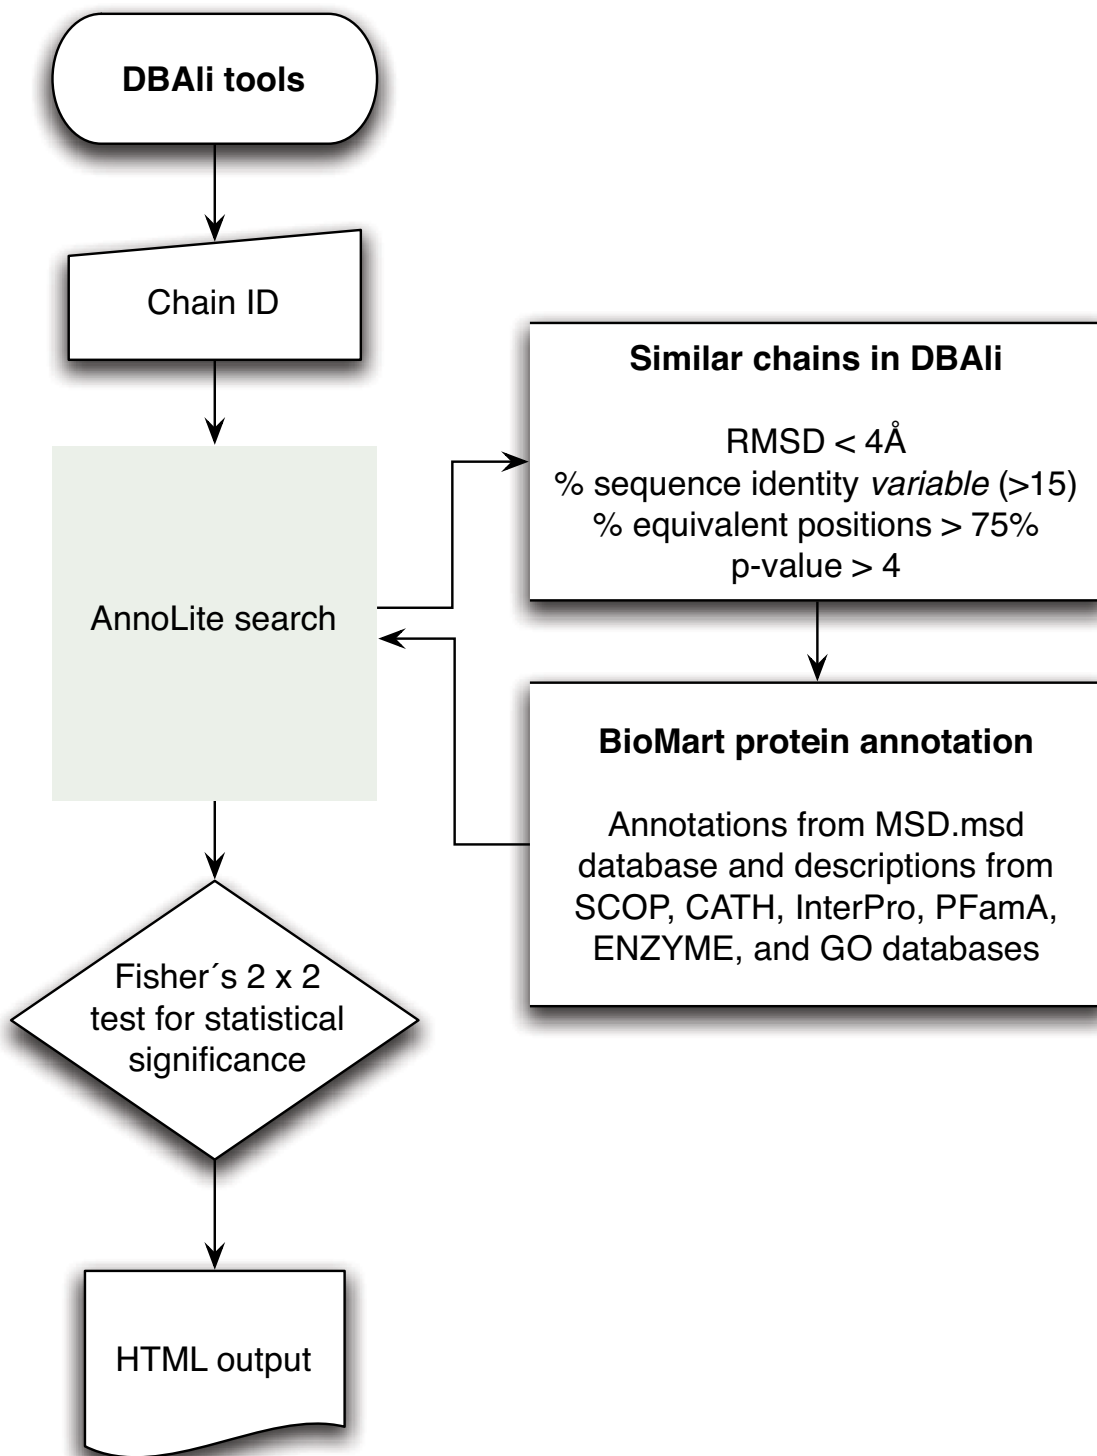 DBAli tools
Chain ID
AnnoLite search
Similar chains in DBAli
RMSD < 4Å
% sequence identity variable (>15)
% equivalent positions > 75%
p-value > 4
BioMart protein annotation
Annotations from MSD.msd
database and descriptions from
SCOP, CATH, InterPro, PFamA,
ENZYME, and GO databases
Fisher´s 2 x 2
test for statistical
significance
HTML output